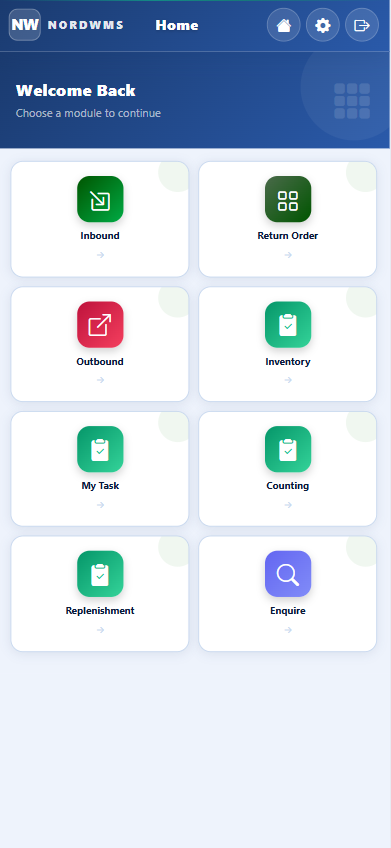 NW NORDWMS Home
Welcome Back
Choose a module to continue
Inbound
Return Order
Outbound
Inventory
My Task
Counting
Replenishment
Enquire